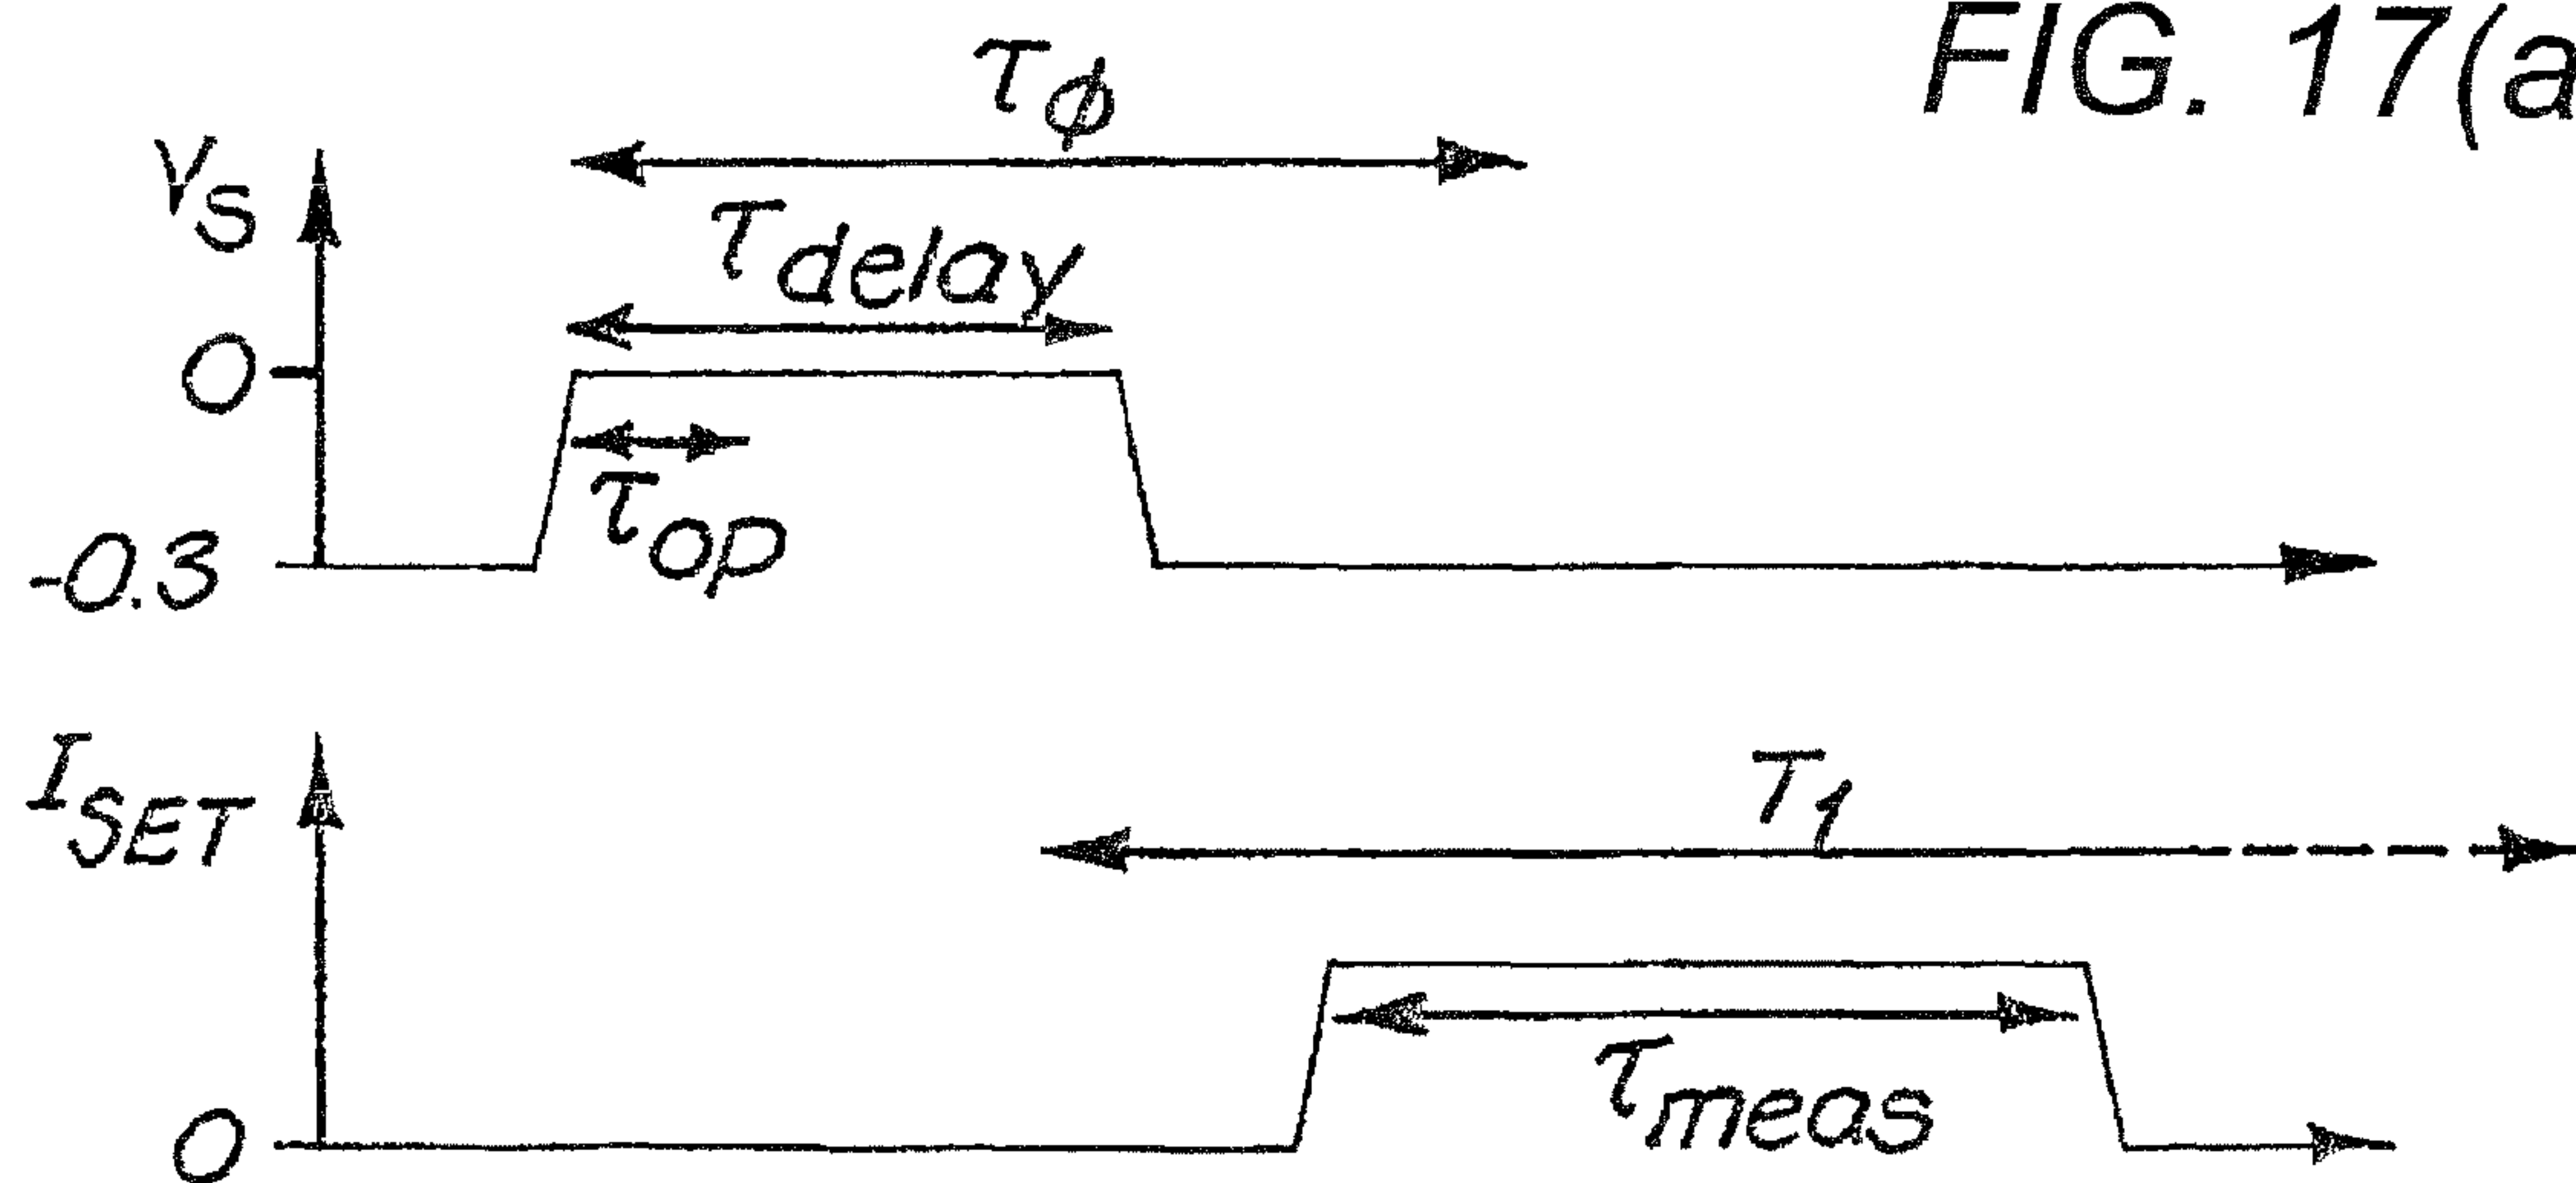 FIG. 17(a
τϕ
VS
τdelay
0
τop
-0.3
ISET
T1
τmeas
0